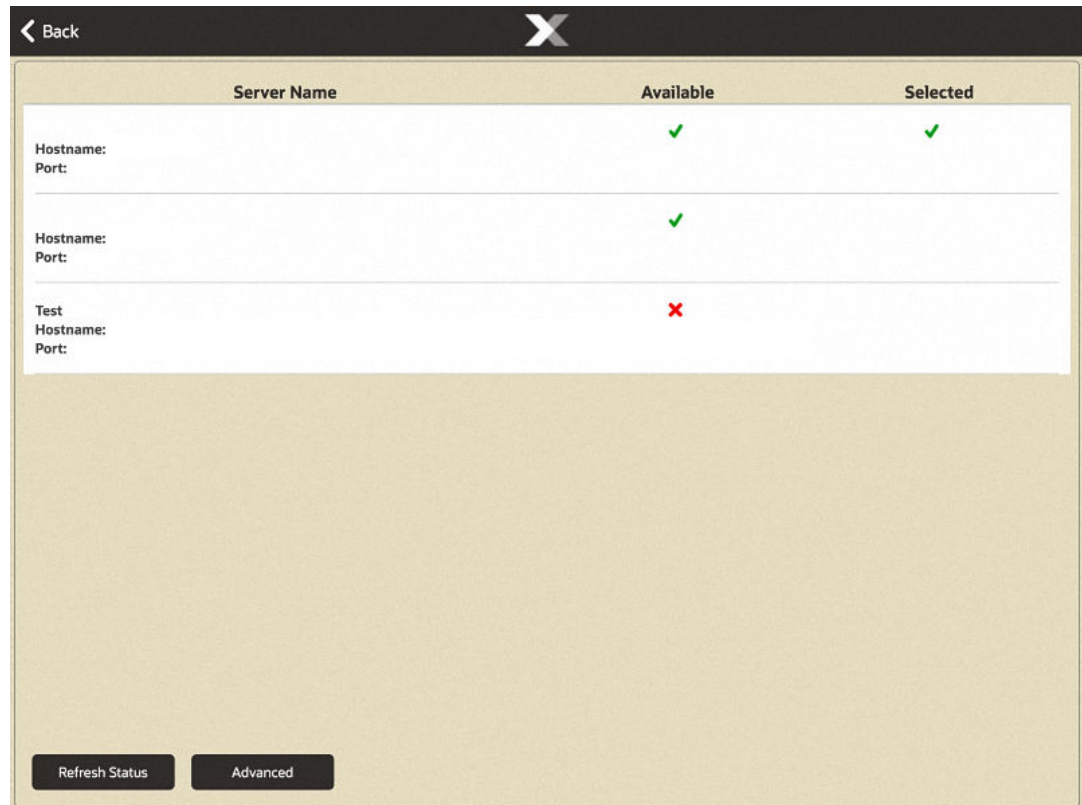 Back
Server Name Available Selected
Hostname:
Port:
Hostname:
Port:
Test
Hostname:
Port:
Refresh Status Advanced